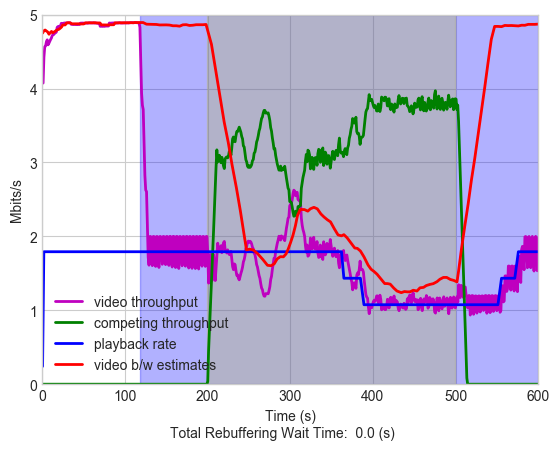 5
4
3
2
1
0
Mbits/s
video throughput
competing throughput
playback rate
video b/w estimates
0
100
200
300
400
500
600
Time (s)
Total Rebuffering Wait Time:  0.0 (s)